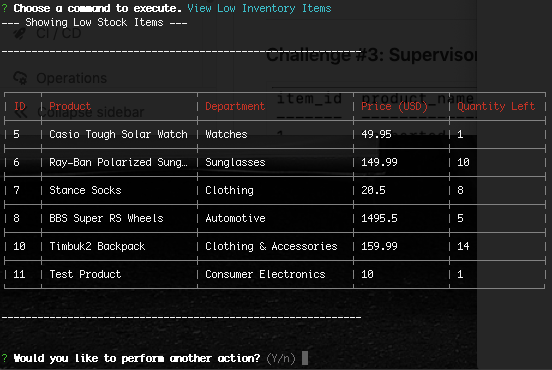 ? Choose a command to execute. View Low Inventory Items
--- Showing Low Stock Items ---
CI / CD
Challenge #3: Supervisor
Operations
item_id product_name
Collapse sidebar
ID Product Department Price (USD) Quantity Left
5 Casio Tough Solar Watch Watches 49.95 1
6 Ray-Ban Polarized Sung… Sunglasses 149.99 10
7 Stance Socks Clothing 20.5 8
8 BBS Super RS Wheels Automotive 1495.5 5
10 Timbuk2 Backpack Clothing & Accessories 159.99 14
11 Test Product Consumer Electronics 10 1
? Would you like to perform another action? (Y/n)